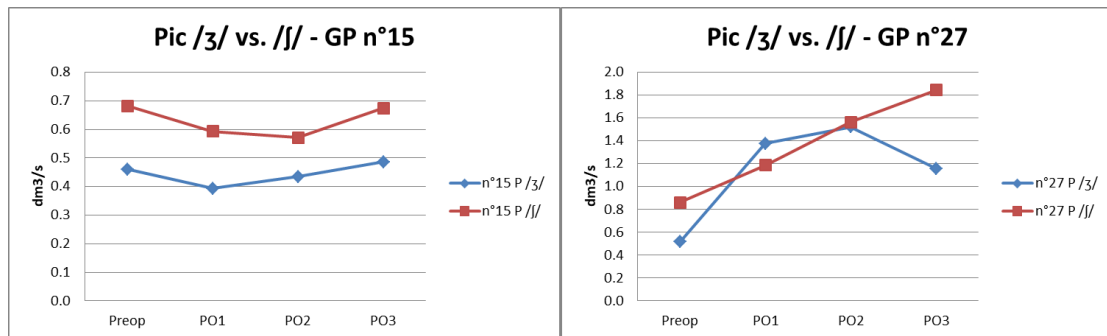 Pic /ʒ/ vs. /ʃ/ - GP n°15
0.8
0.7
0.6
0.5
0.4
0.3
0.2
0.1
0.0
dm3/s
Preop PO1 PO2 PO3
n°15 P /ʒ/
n°15 P /ʃ/
Pic /ʒ/ vs. /ʃ/ - GP n°27
2.0
1.8
1.6
1.4
1.2
1.0
0.8
0.6
0.4
0.2
0.0
dm3/s
Preop PO1 PO2 PO3
n°27 P /ʒ/
n°27 P /ʃ/